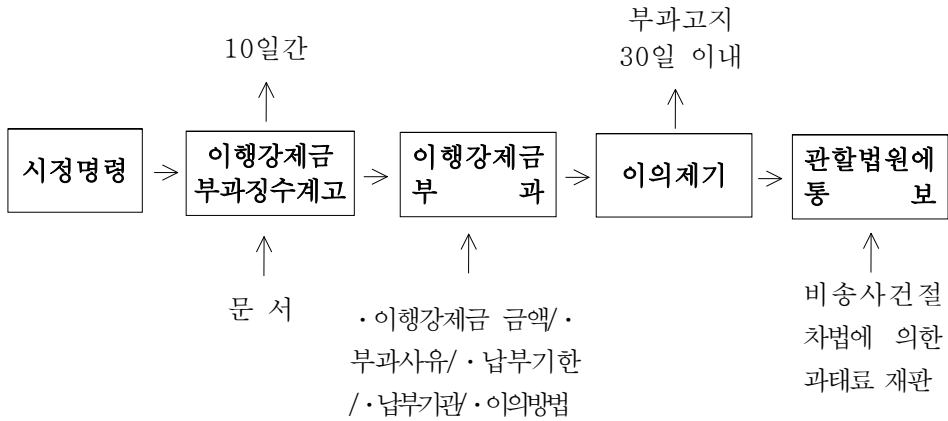 10일간
부과고지
30일 이내
시정명령
이행강제금
부과징수계고
이행강제금
부 과
이의제기
관할법원에
통 보
문 서
·이행강제금 금액/·
부과사유/·납부기한
/·납부기관/·이의방법
비송사건절
차법에 의한
과태료 재판